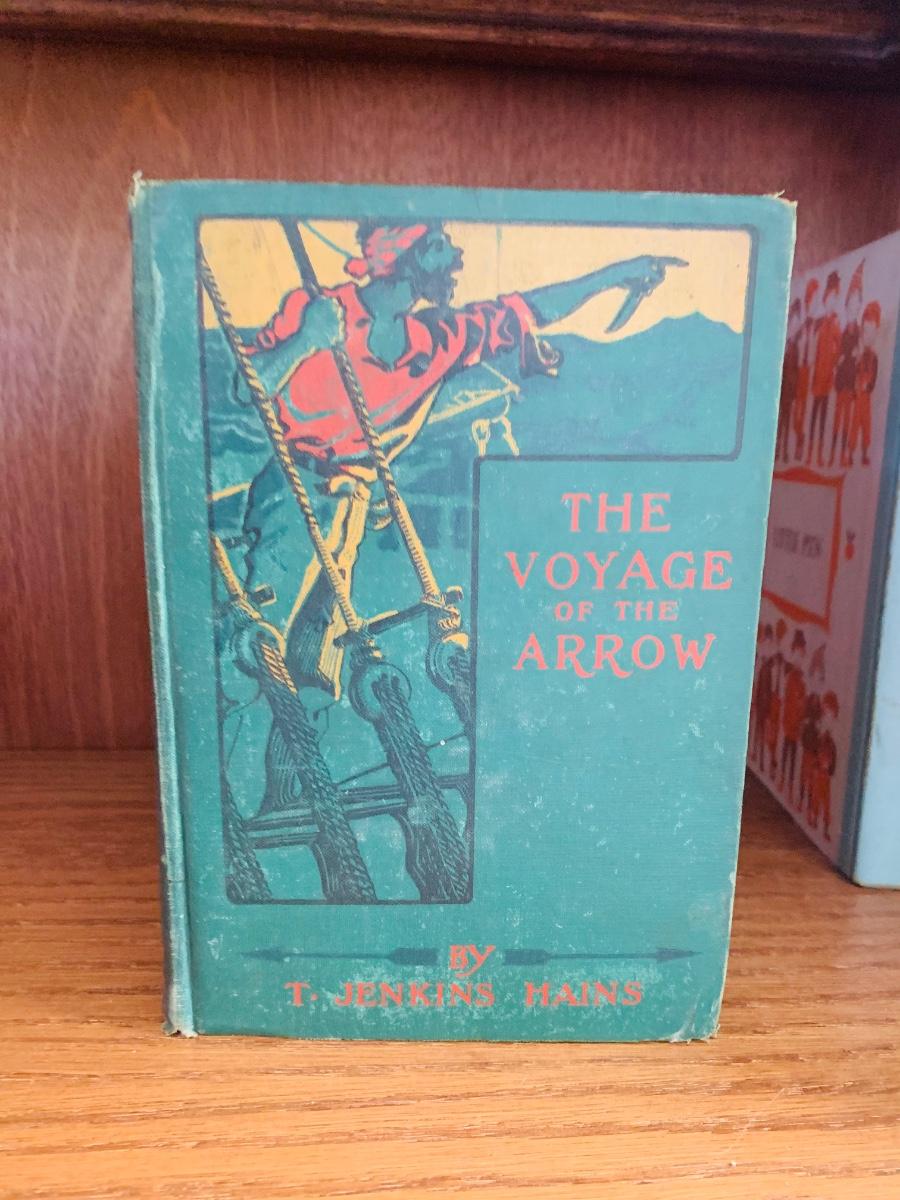 THE
VOYAGE
OF THE
ARROW
BY
T. JENKINS HAINS